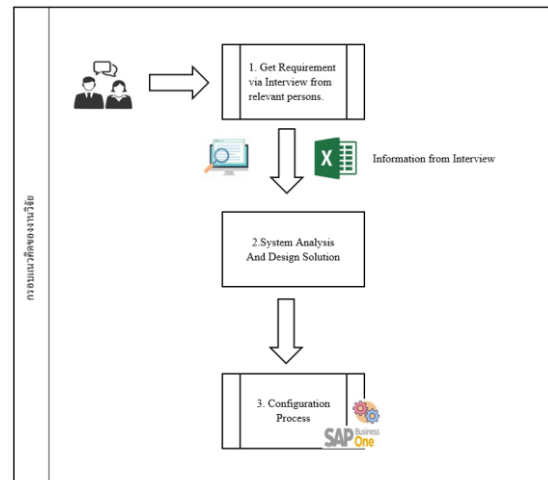 กรอบแนวคิดของงานวิจัย
1. Get Requirement
via Interview from
relevant persons.
X
Information from Interview
2.System Analysis
And Design Solution
3. Configuration
Process
SAP Business
One